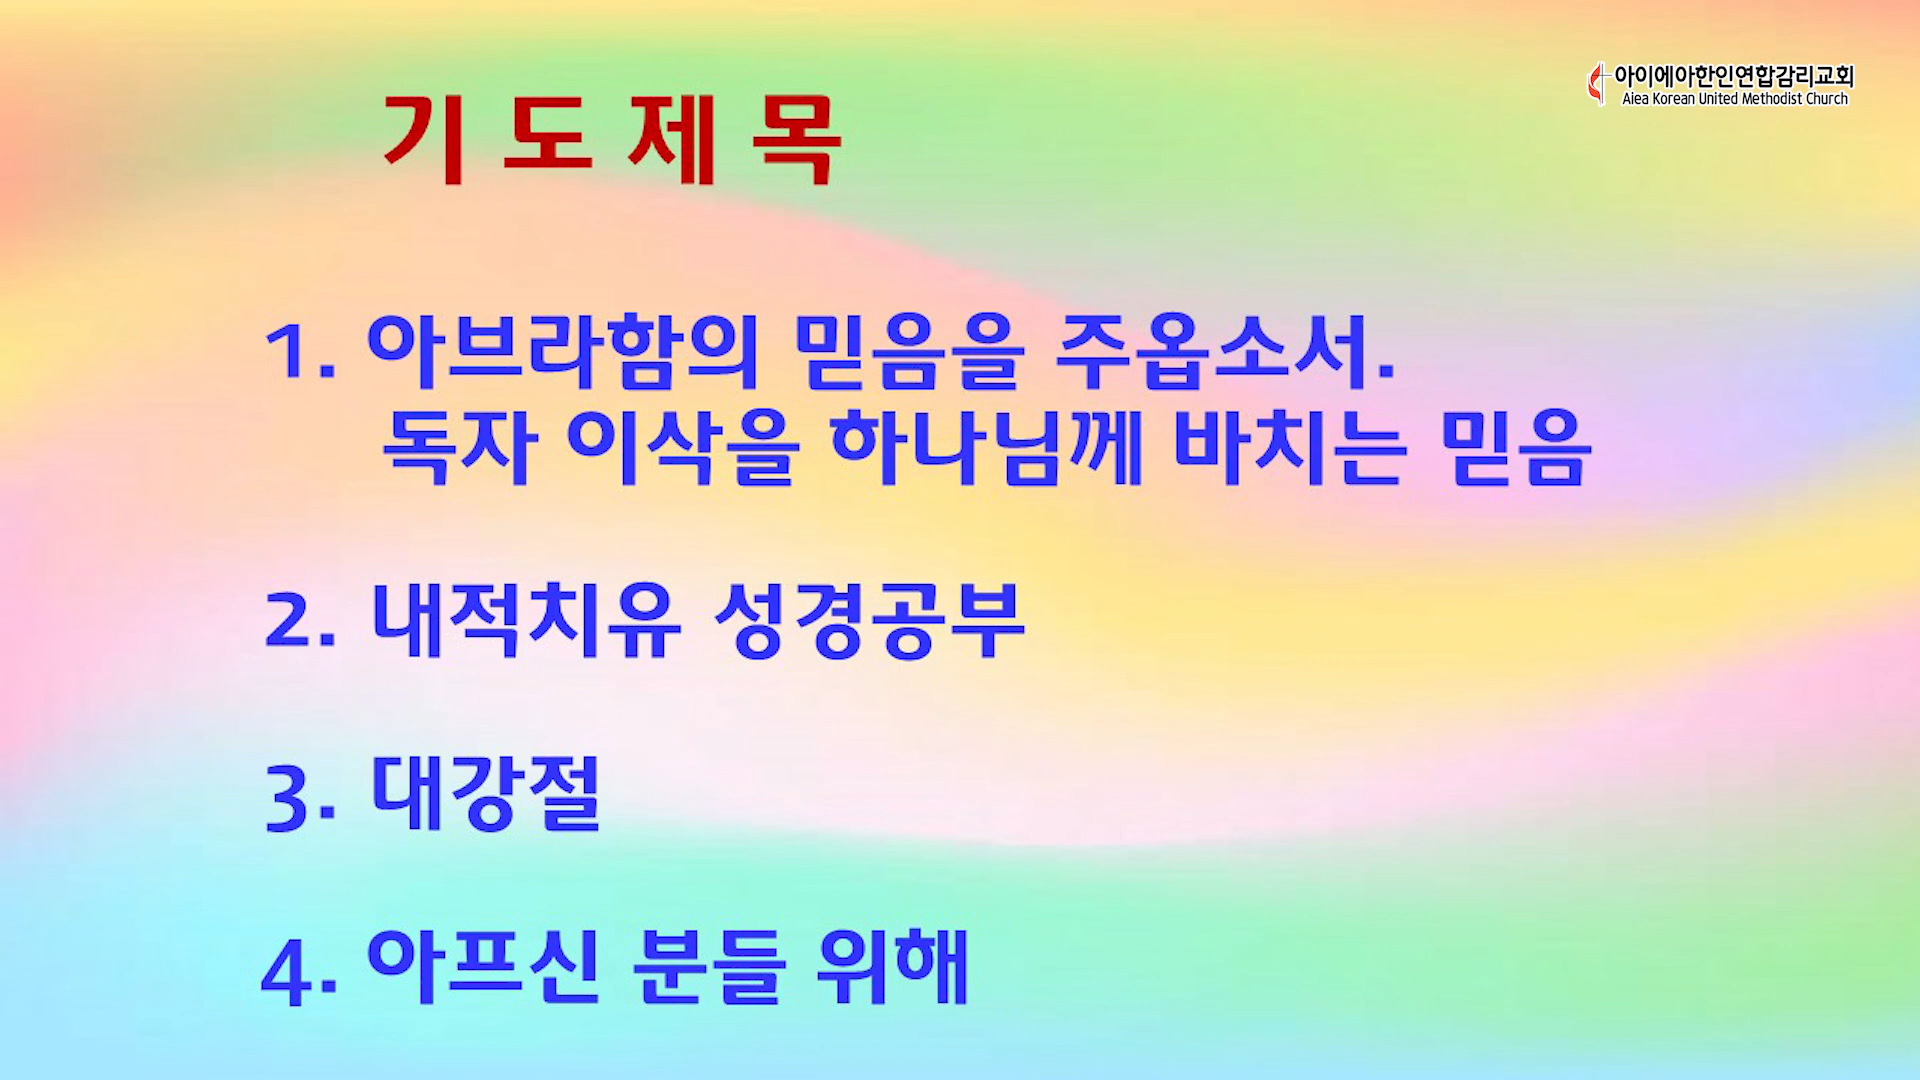 아이에아한인연합감리교회
Aiea Korean United Methodist Church
기도제목
1. 아브라함의 믿음을 주옵소서.
독자 이삭을 하나님께 바치는 믿음
2. 내적치유 성경공부
3. 대강절
4. 아프신 분들 위해